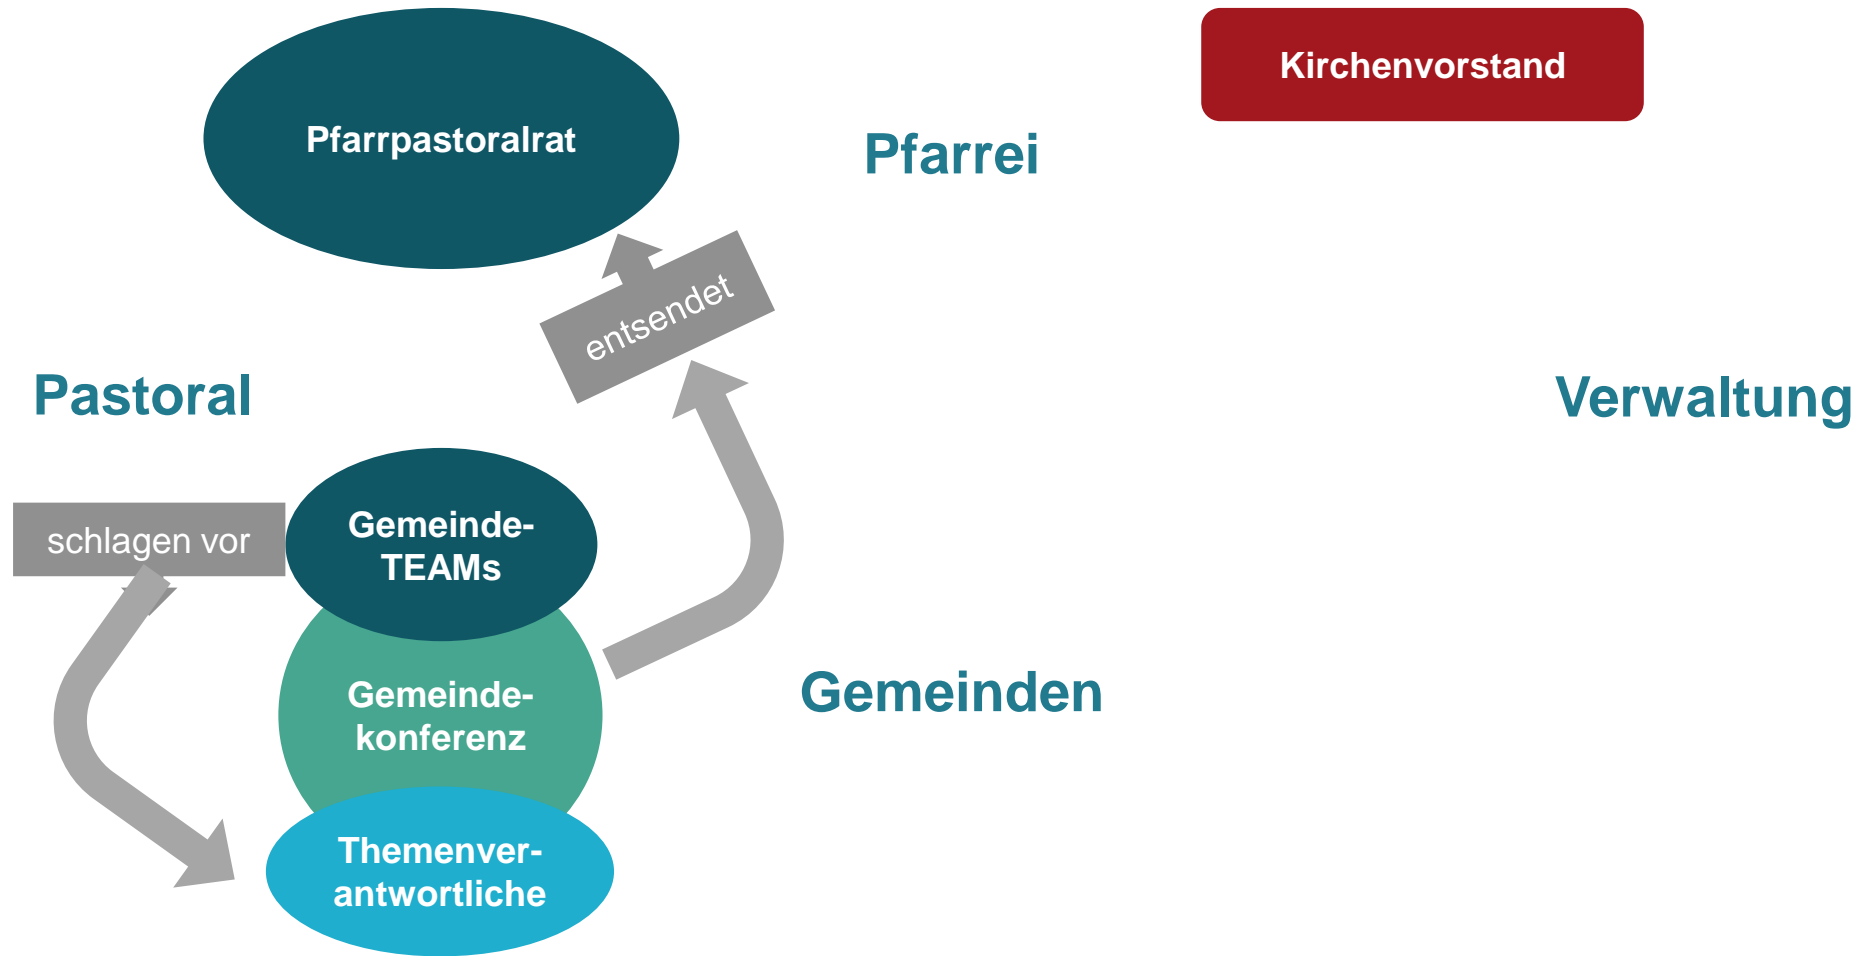 Kirchenvorstand
Pfarrpastoralrat
Pfarrei
entsendet
Pastoral
Verwaltung
schlagen vor
Gemeinde-
TEAMs
Gemeinde-
konferenz
Gemeinden
Themenver-
antwortliche